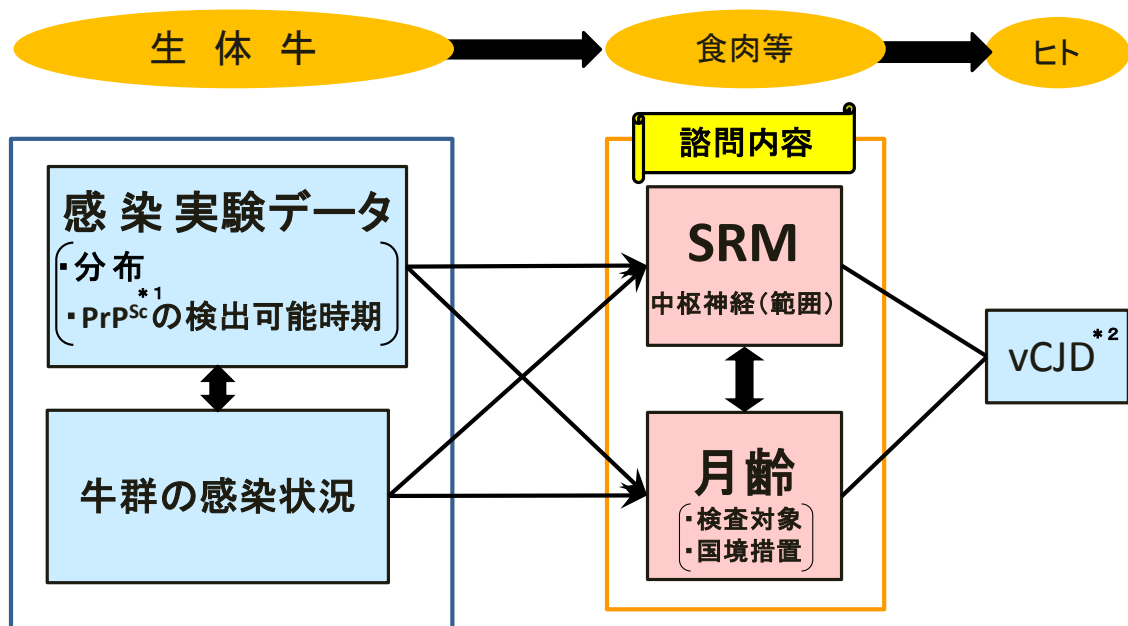 生 体 牛
食肉等
ヒト
諮問内容
感 染 実験データ
・分 布
・PrPSc*1の検出可能時期
牛群の感染状況
SRM
中枢神経(範囲)
月齢
・検査対象
・国境措置
vCJD*2